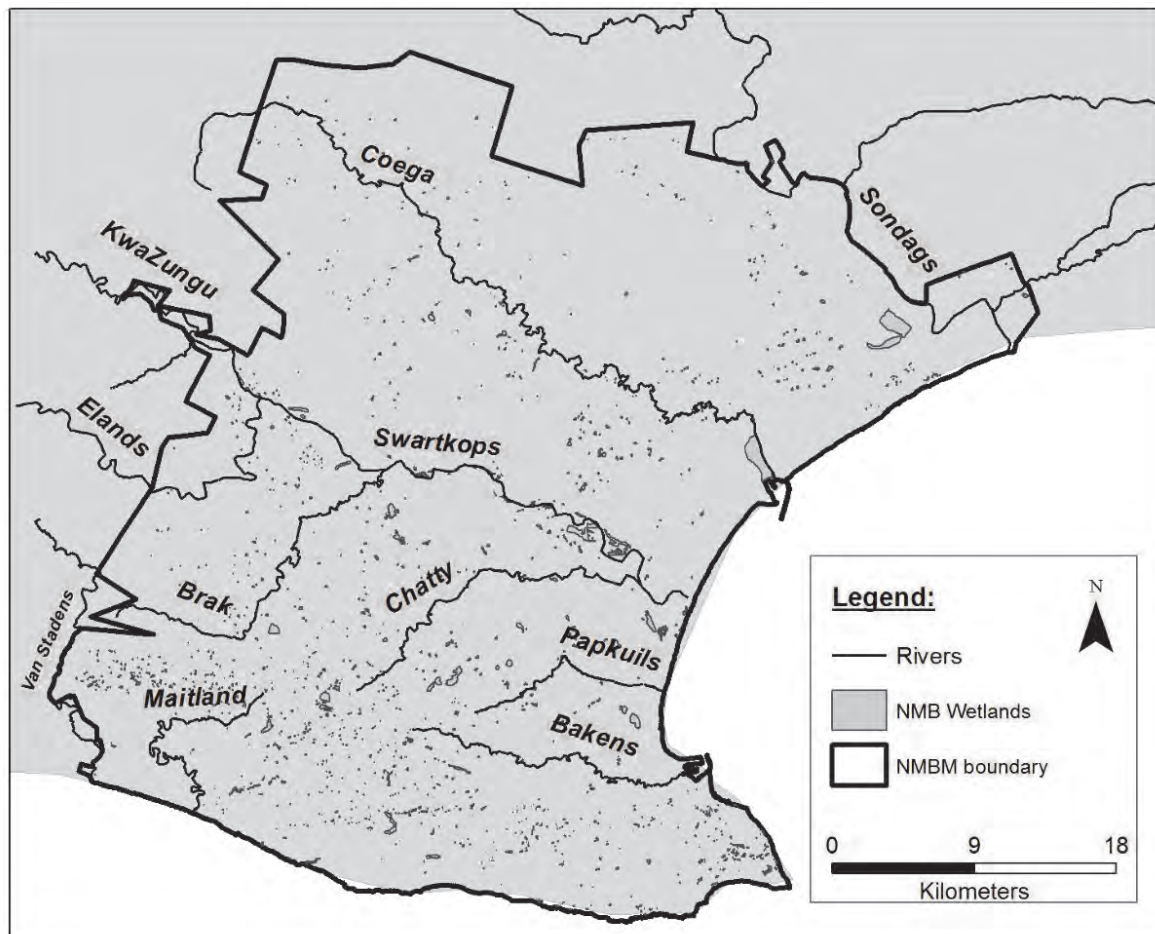 Coega
KwaZungu
Sondags
Elands
Swartkops
Chatty
Brak
Van Stadens
Papkuils
Maitland
Bakens
Legend:
N
Rivers
NMB Wetlands
NMBM boundary
0 9 18
Kilometers